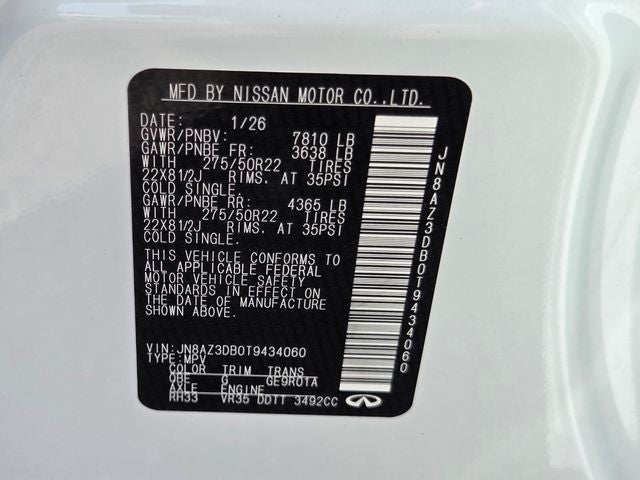 MFD BY NISSAN MOTOR CO.,LTD.
DATE: 1/26
GVWR/PNBV: 7810 LB
GAWR/PNBE FR: 3638 LB
WITH 275/50R22 TIRES
22X81/2J RIMS. AT 35PSI
COLD SINGLE.
GAWR/PNBE RR: 4365 LB
WITH 275/50R22 TIRES
22X81/2J RIMS. AT 35PSI
COLD SINGLE.
THIS VEHICLE CONFORMS TO
ALL APPLICABLE FEDERAL
MOTOR VEHICLE SAFETY
STANDARDS IN EFFECT ON
THE DATE OF MANUFACTURE
SHOWN ABOVE.
VIN:JN8AZ3DB0T9434060
TYPE:MPV
COLOR TRIM TRANS
QBE G GE9R01A
AXLE ENGINE
RH33 VR35 DDTT 3492CC
JN8AZ3DB0T9434060